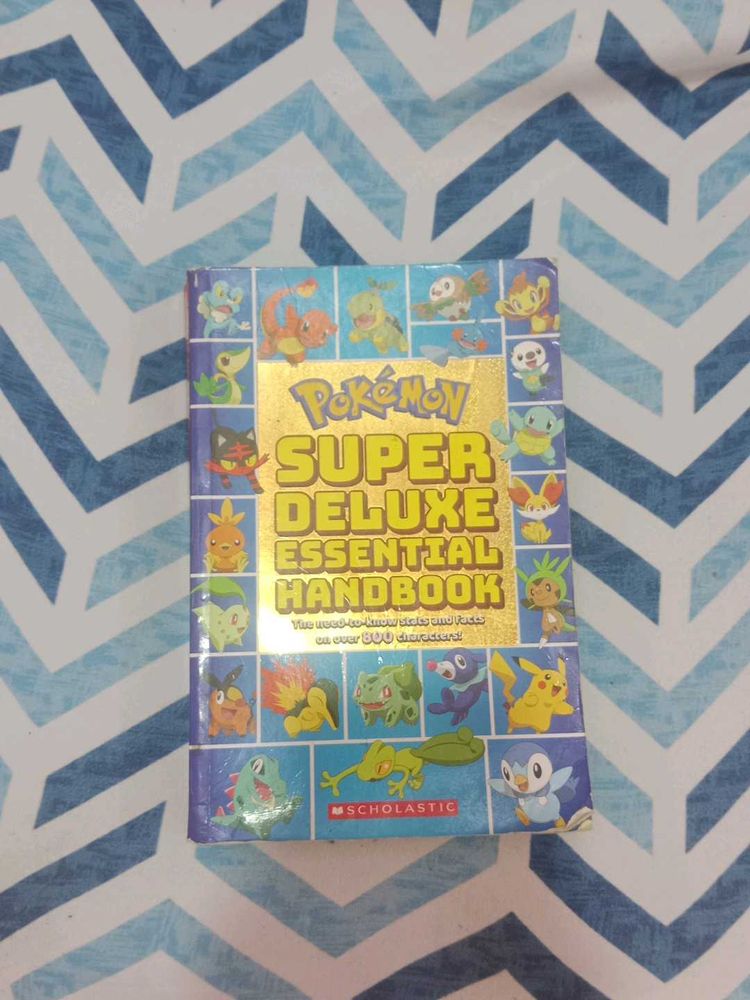 POKéMON
SUPER
DELUXE
ESSENTIAL
HANDBOOK
The need-to-know stats and facts
on over 800 characters!
SCHOLASTIC